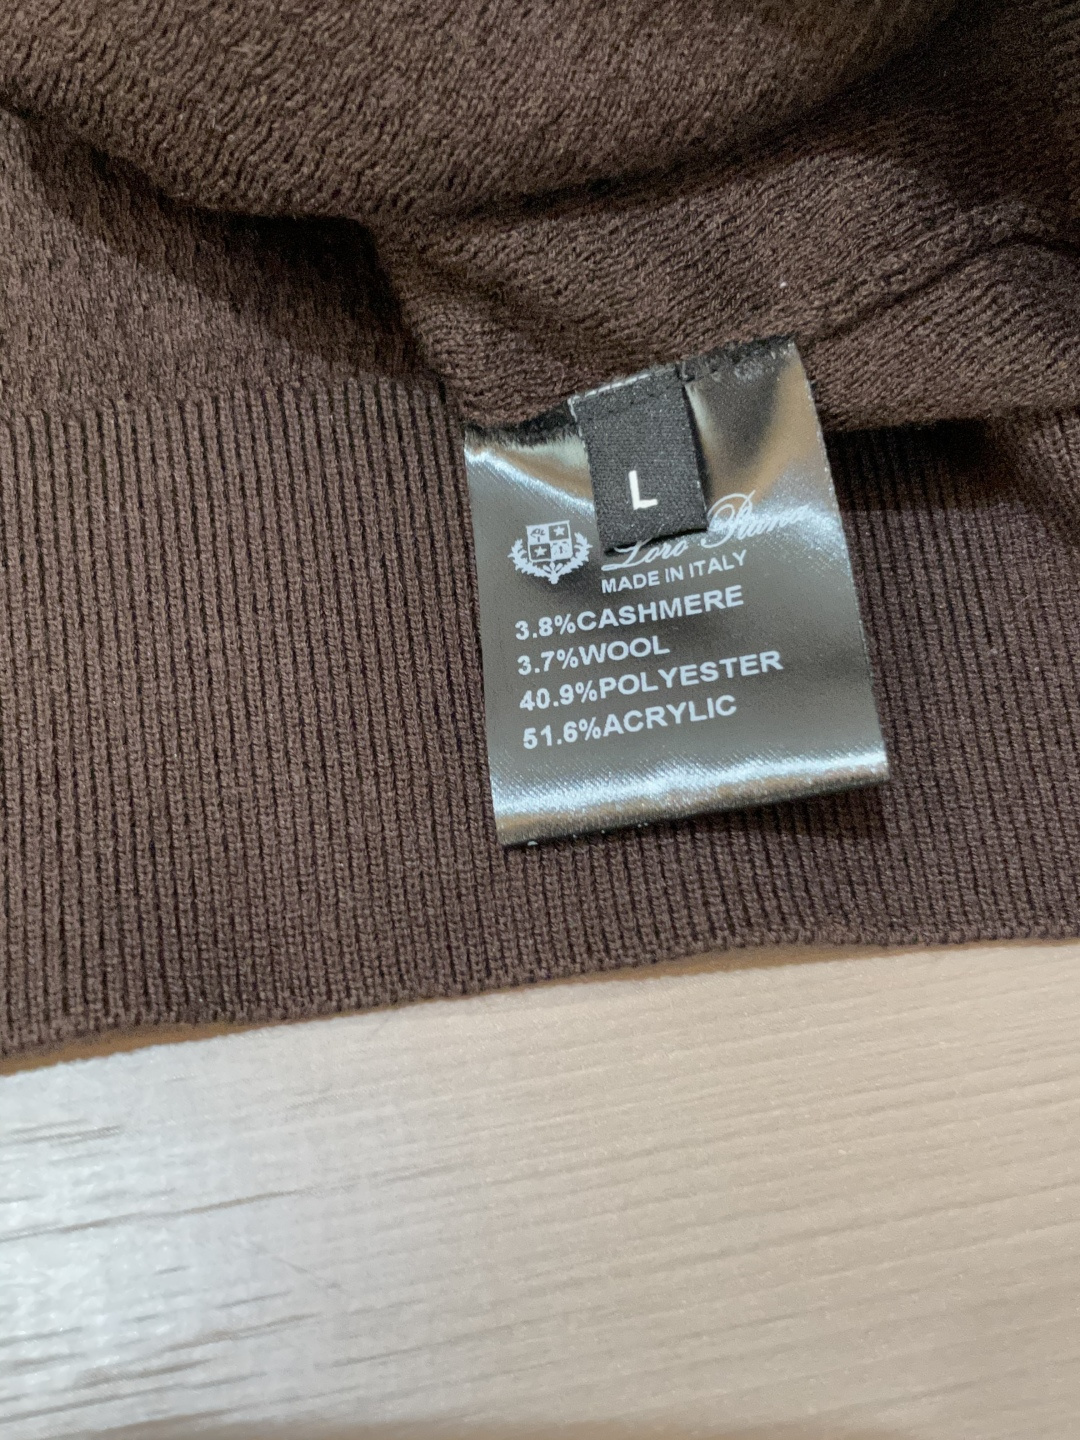 L
Loro Piana
MADE IN ITALY
3.8%CASHMERE
3.7%WOOL
40.9%POLYESTER
51.6%ACRYLIC